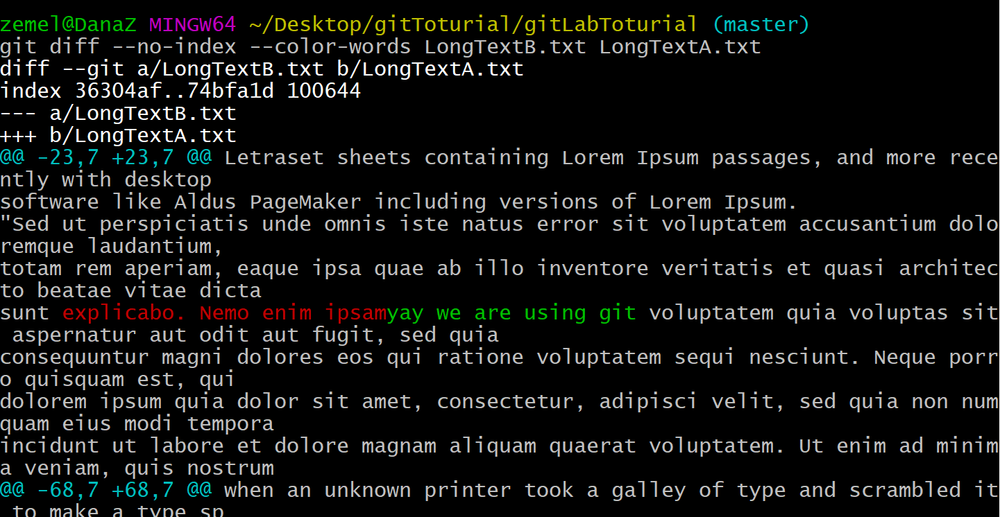 zemel@DanaZ MINGW64 ~/Desktop/gitToturial/gitLabToturial (master)
git diff --no-index --color-words LongTextB.txt LongTextA.txt
diff --git a/LongTextB.txt b/LongTextA.txt
index 36304af..74bfa1d 100644
--- a/LongTextB.txt
+++ b/LongTextA.txt
@@ -23,7 +23,7 @@ Letraset sheets containing Lorem Ipsum passages, and more rece
ntly with desktop
software like Aldus PageMaker including versions of Lorem Ipsum.
"Sed ut perspiciatis unde omnis iste natus error sit voluptatem accusantium dolo
remque laudantium,
totam rem aperiam, eaque ipsa quae ab illo inventore veritatis et quasi architec
to beatae vitae dicta
sunt explicabo. Nemo enim ipsamyay we are using git voluptatem quia voluptas sit
 aspernatur aut odit aut fugit, sed quia
consequuntur magni dolores eos qui ratione voluptatem sequi nesciunt. Neque porr
o quisquam est, qui
dolorem ipsum quia dolor sit amet, consectetur, adipisci velit, sed quia non num
quam eius modi tempora
incidunt ut labore et dolore magnam aliquam quaerat voluptatem. Ut enim ad minim
a veniam, quis nostrum
@@ -68,7 +68,7 @@ when an unknown printer took a galley of type and scrambled it
 to make a type sp